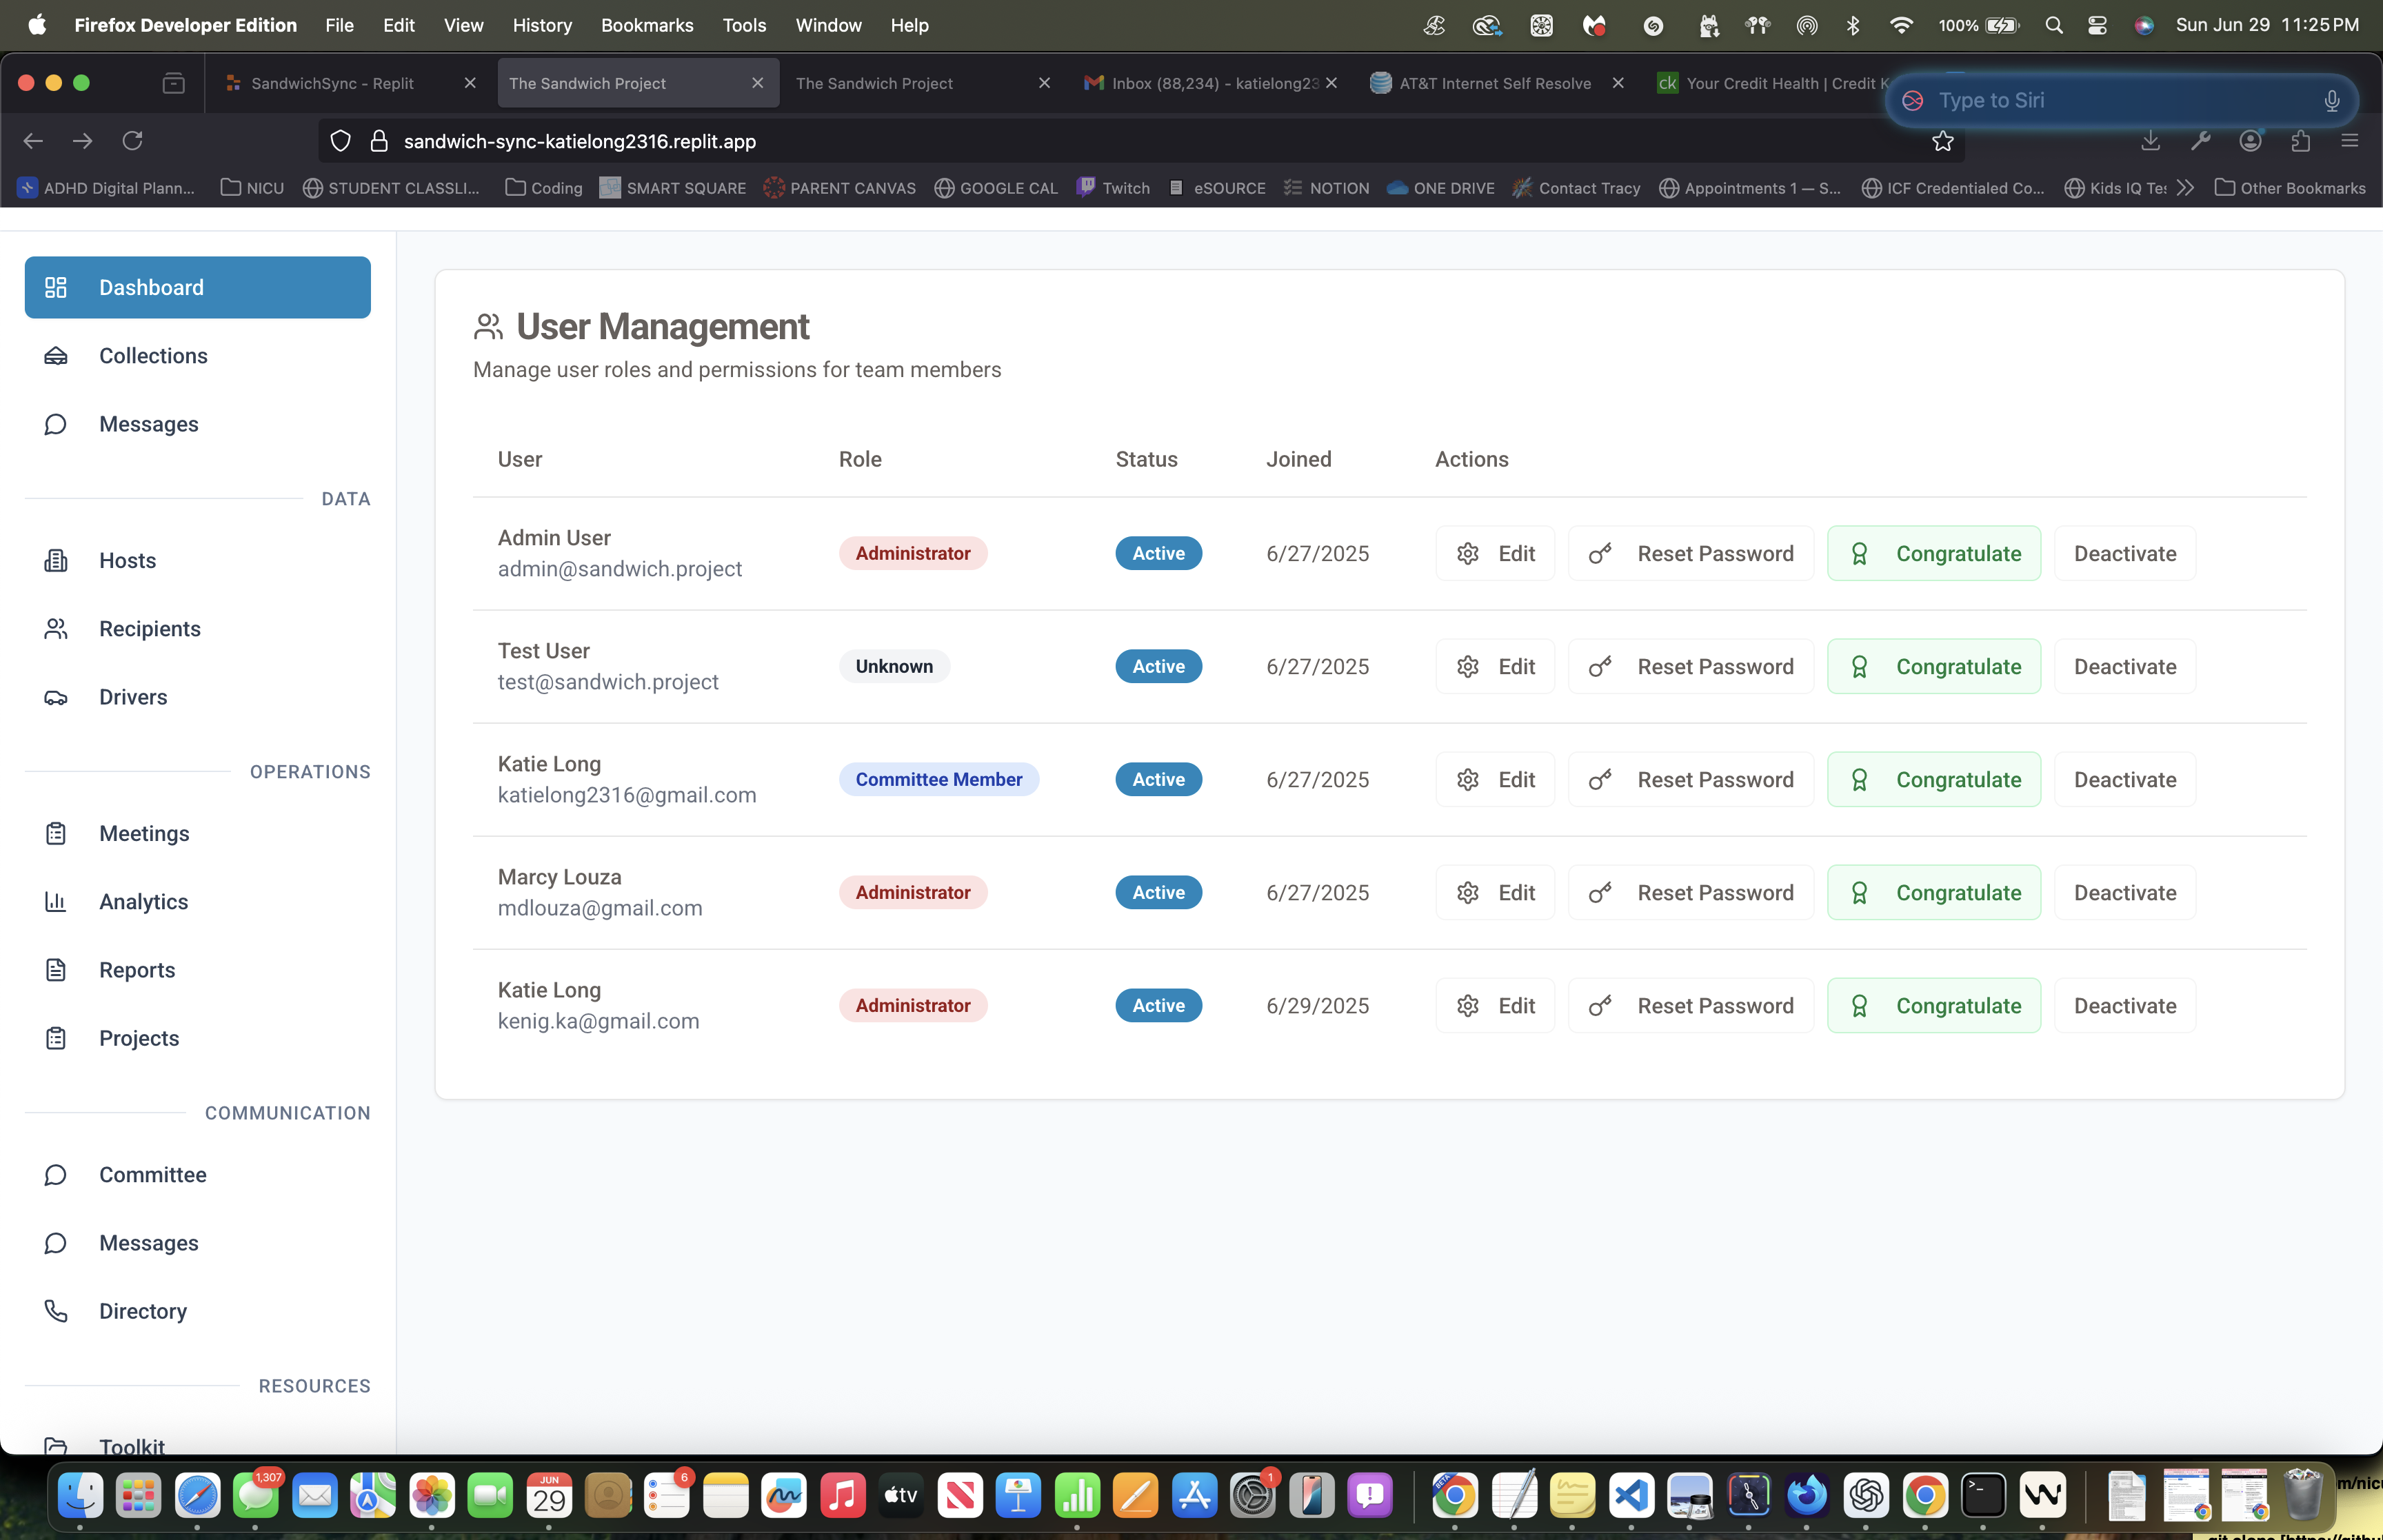 Firefox Developer Edition File Edit View History Bookmarks Tools Window Help 100% Sun Jun 29 11:25 PM
SandwichSync - Replit The Sandwich Project The Sandwich Project Inbox (88,234) - katielong23 AT&T Internet Self Resolve ck Your Credit Health | Credit K
Type to Siri
sandwich-sync-katielong2316.replit.app
ADHD Digital Plann... NICU STUDENT CLASSLI... Coding SMART SQUARE PARENT CANVAS GOOGLE CAL Twitch eSOURCE NOTION ONE DRIVE Contact Tracy Appointments 1 — S... ICF Credentialed Co... Kids IQ Tes Other Bookmarks
Dashboard
Collections
Messages
DATA
Hosts
Recipients
Drivers
OPERATIONS
Meetings
Analytics
Reports
Projects
COMMUNICATION
Committee
Messages
Directory
RESOURCES
Toolkit
User Management
Manage user roles and permissions for team members
User Role Status Joined Actions
Admin User
admin@sandwich.project
Administrator Active 6/27/2025 Edit Reset Password Congratulate Deactivate
Test User
test@sandwich.project
Unknown Active 6/27/2025 Edit Reset Password Congratulate Deactivate
Katie Long
katielong2316@gmail.com
Committee Member Active 6/27/2025 Edit Reset Password Congratulate Deactivate
Marcy Louza
mdlouza@gmail.com
Administrator Active 6/27/2025 Edit Reset Password Congratulate Deactivate
Katie Long
kenig.ka@gmail.com
Administrator Active 6/29/2025 Edit Reset Password Congratulate Deactivate
1,307 JUN 29 6 tv 1 BETA